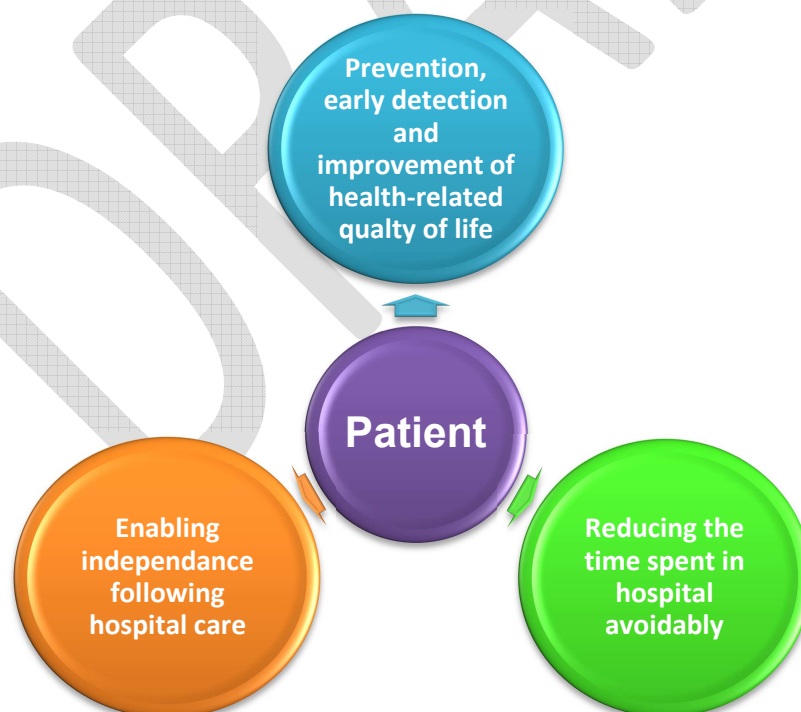 Prevention,
early detection
and
improvement of
health-related
qualty of life
Patient
Enabling
independance
following
hospital care
Reducing the
time spent in
hospital
avoidably